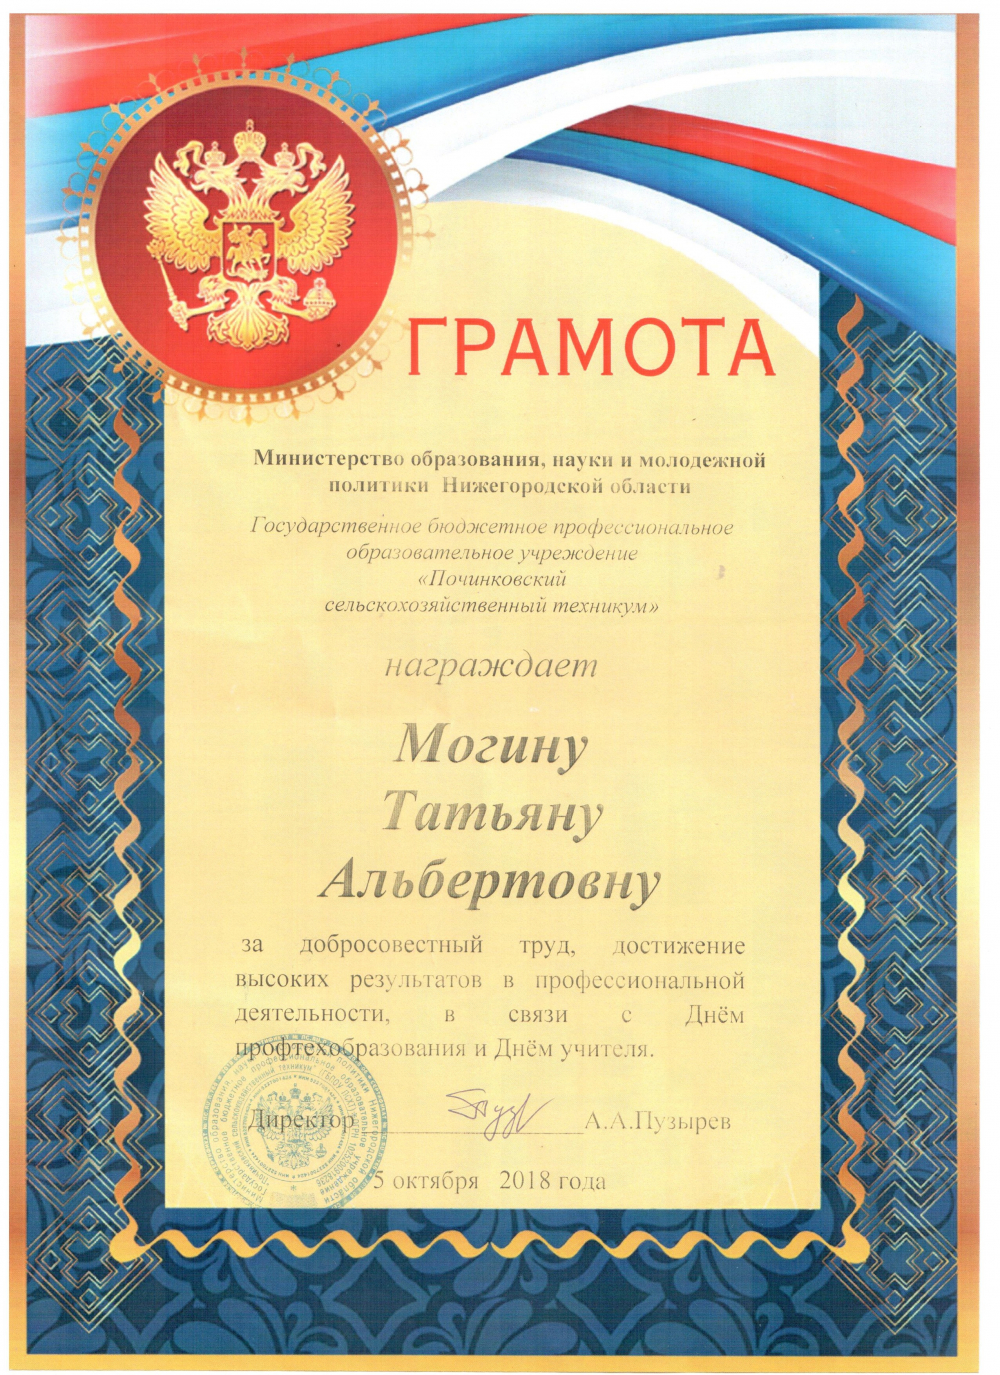 ГРАМОТА
Министерство образования, науки и молодежной
политики Нижегородской области
Государственное бюджетное профессиональное
образовательное учреждение
«Починковский
сельскохозяйственный техникум»
награждает
Могину
Татьяну
Альбертовну
за добросовестный труд, достижение
высоких результатов в профессиональной
деятельности, в связи с Днём
профтехобразования и Днём учителя.
Директор А.А.Пузырев
5 октября 2018 года